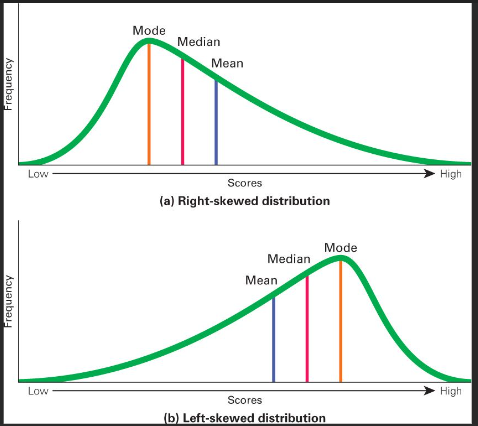 Mode
Median
Mean
Frequency
Low
High
Scores
(a) Right-skewed distribution
Mode
Median
Mean
Frequency
Low
High
Scores
(b) Left-skewed distribution